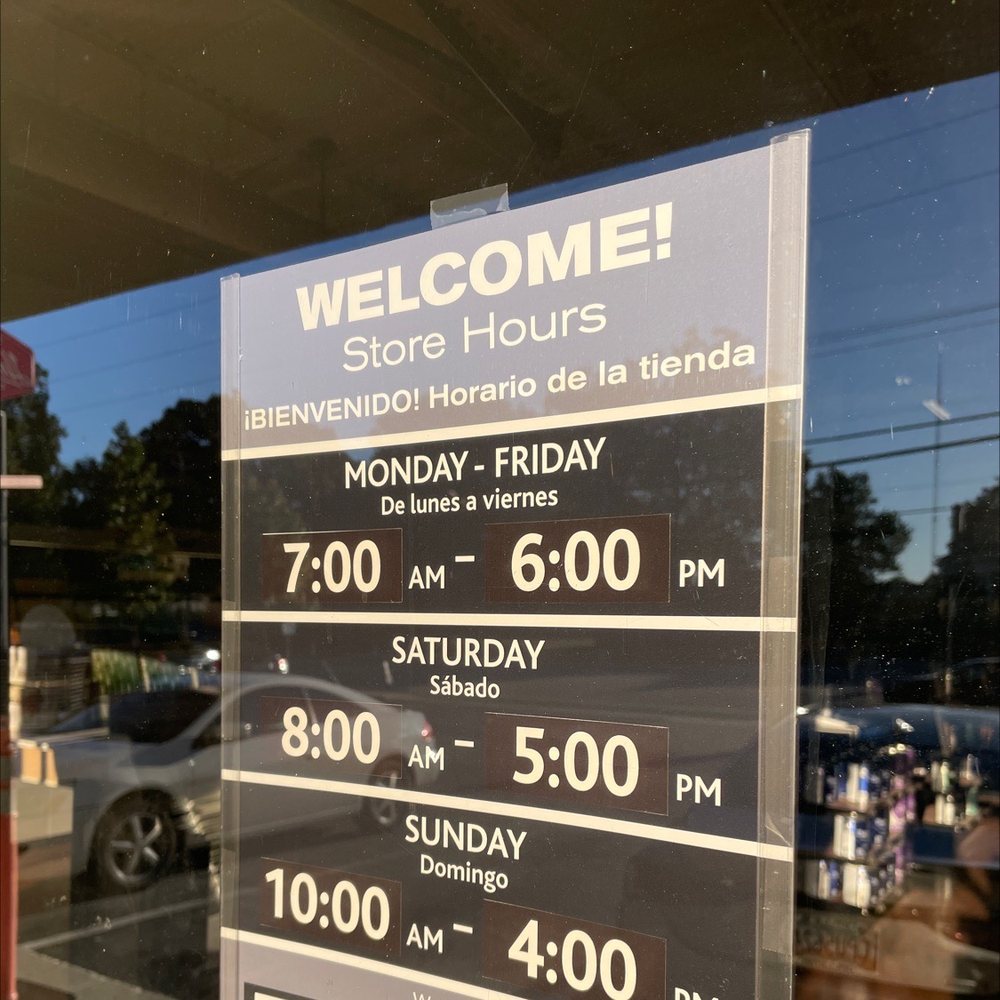 WELCOME!
Store Hours
¡BIENVENIDO! Horario de la tienda
MONDAY - FRIDAY
De lunes a viernes
7:00 AM – 6:00 PM
SATURDAY
Sábado
8:00 AM – 5:00 PM
SUNDAY
Domingo
10:00 AM – 4:00 PM